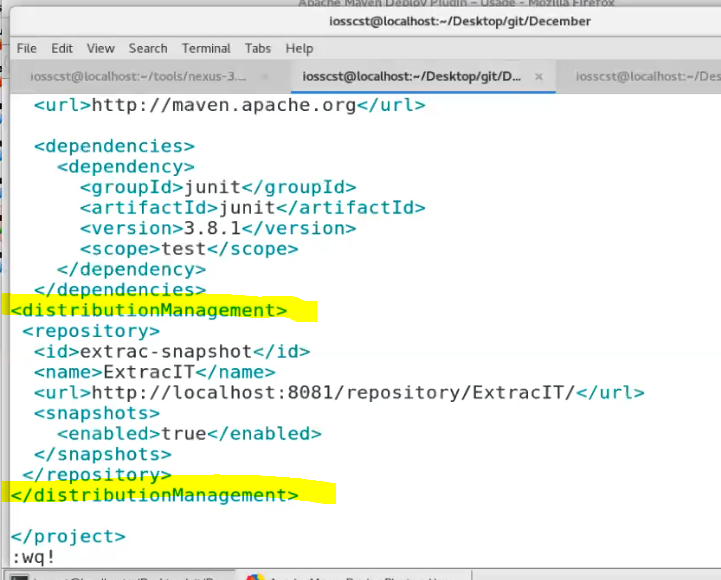 Apache Maven Deploy Plugin – Usage - Mozilla Firefox
iosscst@localhost:~/Desktop/git/December
File Edit View Search Terminal Tabs Help
iosscst@localhost:~/tools/nexus-3.... × iosscst@localhost:~/Desktop/git/D... × iosscst@localhost:~/Des
<url>http://maven.apache.org</url>
<dependencies>
<dependency>
<groupId>junit</groupId>
<artifactId>junit</artifactId>
<version>3.8.1</version>
<scope>test</scope>
</dependency>
</dependencies>
<distributionManagement>
<repository>
<id>extrac-snapshot</id>
<name>ExtracIT</name>
<url>http://localhost:8081/repository/ExtracIT/</url>
<snapshots>
<enabled>true</enabled>
</snapshots>
</repository>
</distributionManagement>
</project>
:wq!